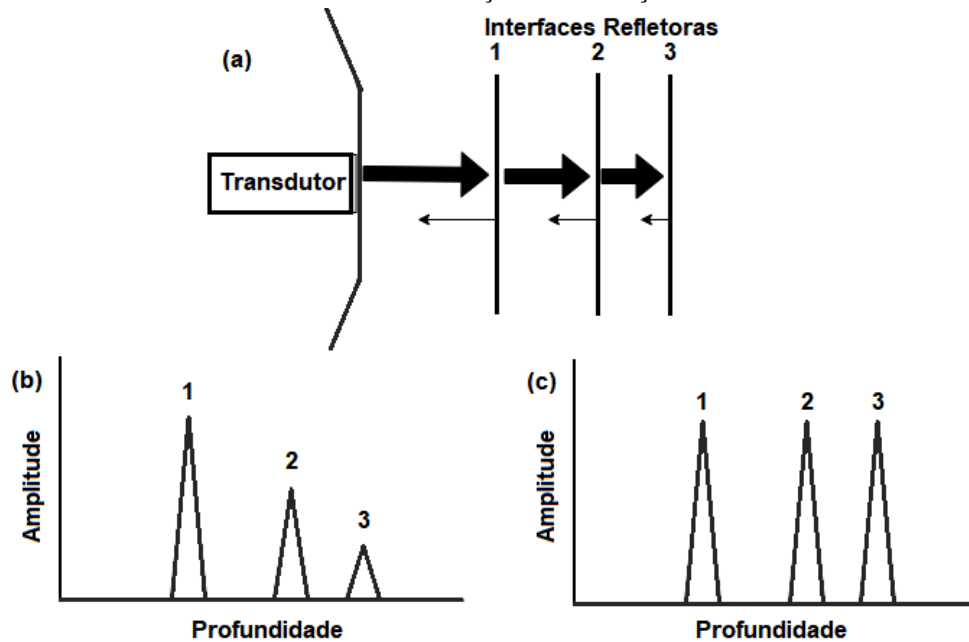 Interfaces Refletoras
(a)
1 2 3
Transdutor
(b)
1
2
3
Amplitude
Profundidade
(c)
1 2 3
Amplitude
Profundidade